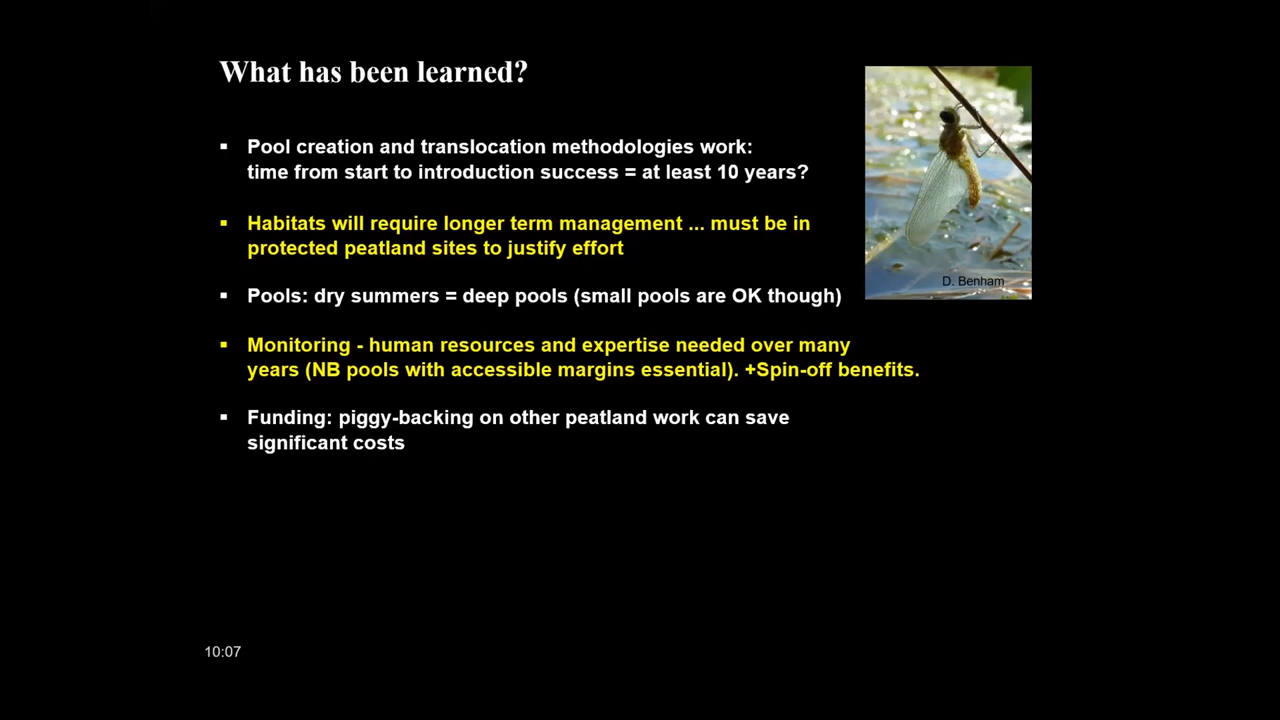 What has been learned?
▪ Pool creation and translocation methodologies work:
time from start to introduction success = at least 10 years?
▪ Habitats will require longer term management ... must be in
protected peatland sites to justify effort
▪ Pools: dry summers = deep pools (small pools are OK though)
▪ Monitoring - human resources and expertise needed over many
years (NB pools with accessible margins essential). +Spin-off benefits.
▪ Funding: piggy-backing on other peatland work can save
significant costs
D. Benham
10:07